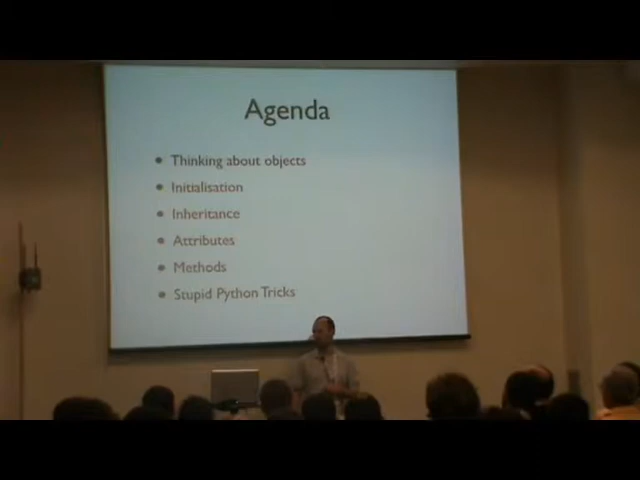 Agenda
Thinking about objects
Initialisation
Inheritance
Attributes
Methods
Stupid Python Tricks